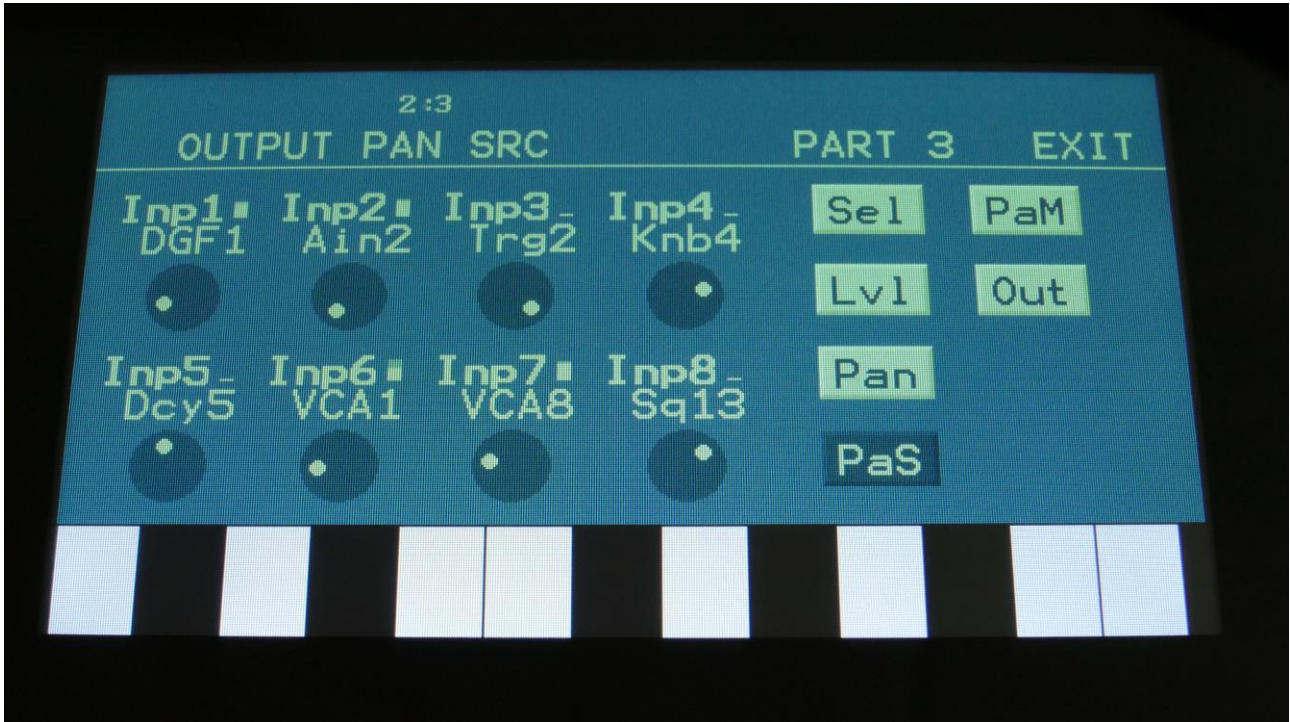 2:3
OUTPUT PAN SRC PART 3 EXIT
Inp1 Inp2 Inp3 Inp4 Sel PaM
DGF1 Ain2 Trg2 Knb4
Lvl Out
Inp5 Inp6 Inp7 Inp8 Pan
Dcy5 VCA1 VCA8 Sq13
PaS